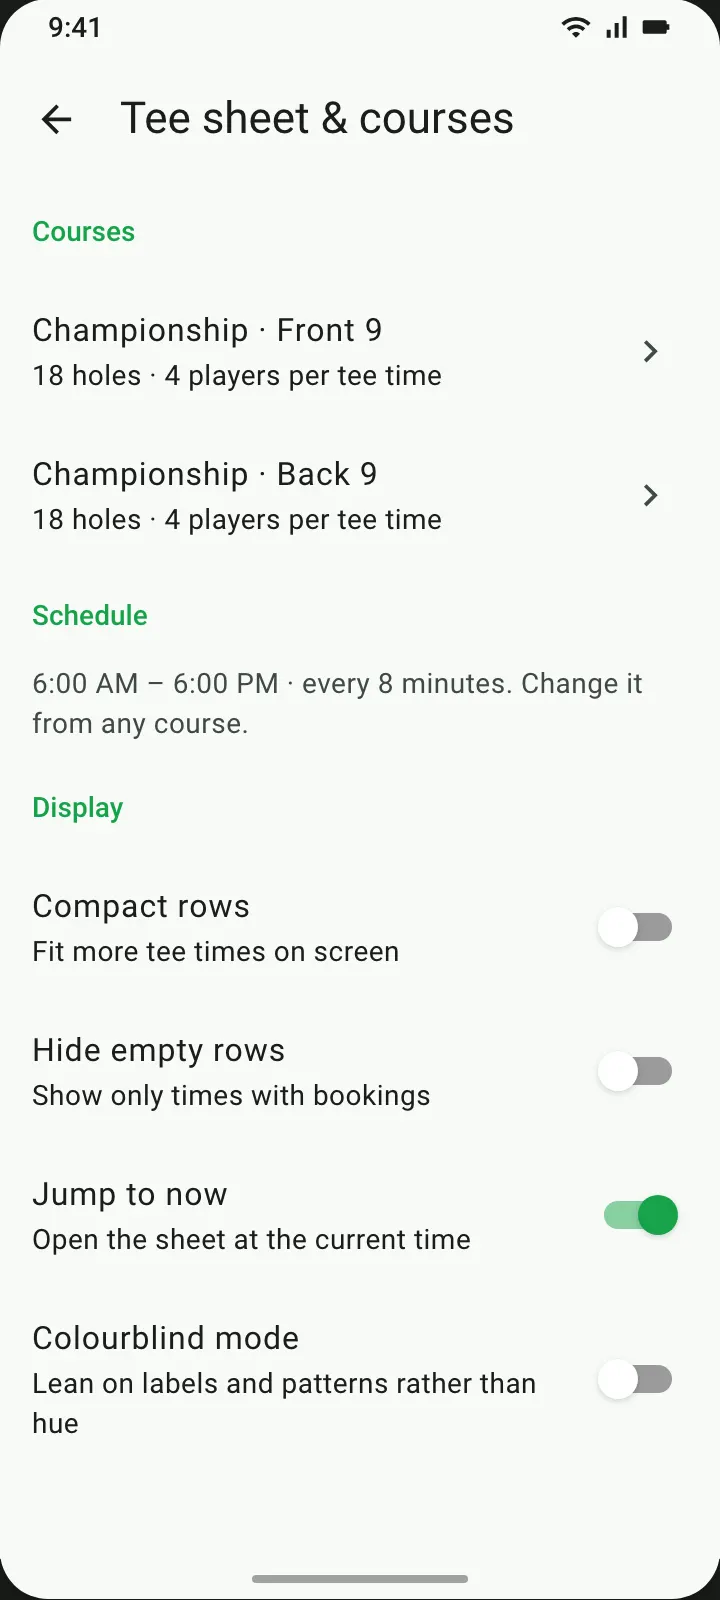 9:41
Tee sheet & courses
Courses
Championship · Front 9
18 holes · 4 players per tee time
Championship · Back 9
18 holes · 4 players per tee time
Schedule
6:00 AM – 6:00 PM · every 8 minutes. Change it
from any course.
Display
Compact rows
Fit more tee times on screen
Hide empty rows
Show only times with bookings
Jump to now
Open the sheet at the current time
Colourblind mode
Lean on labels and patterns rather than
hue